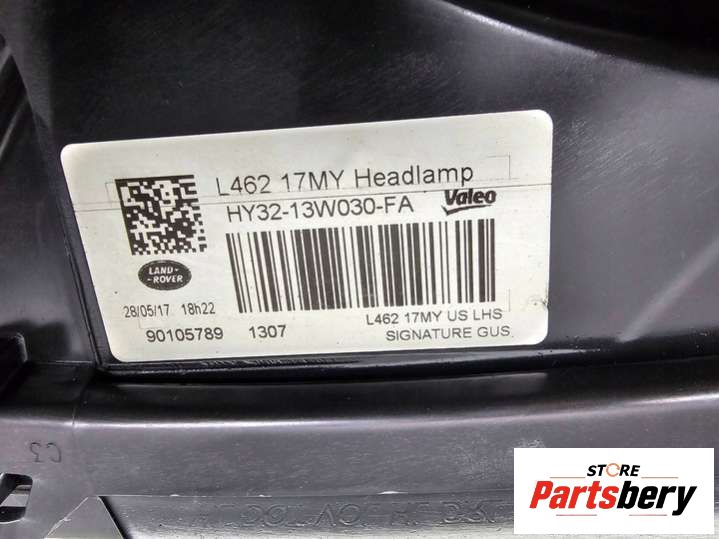 L462 17MY Headlamp
HY32-13W030-FA Valeo
LAND-
-ROVER
28/05/17 18h22
90105789 1307
L462 17MY US LHS
SIGNATURE GUS.
C3
STORE
Partsbery